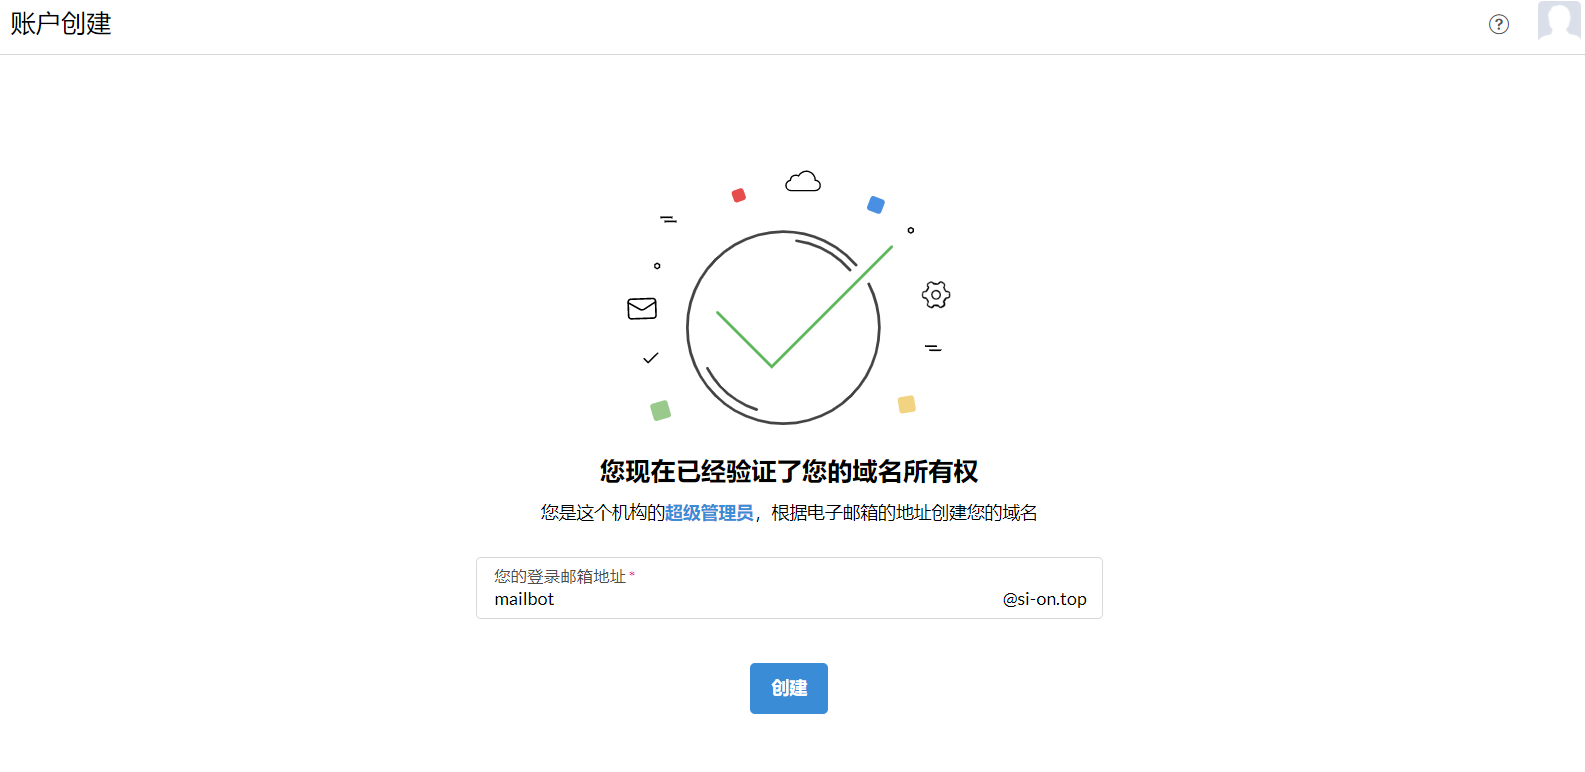 账户创建
?
您现在已经验证了您的域名所有权
您是这个机构的超级管理员，根据电子邮箱的地址创建您的域名
您的登录邮箱地址*
mailbot @si-on.top
创建